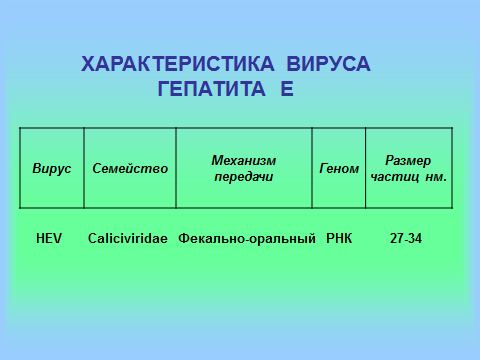 ХАРАКТЕРИСТИКА ВИРУСА
ГЕПАТИТА Е
Вирус Семейство Механизм передачи Геном Размер частиц нм.
HEV Caliciviridae Фекально-оральный РНК 27-34